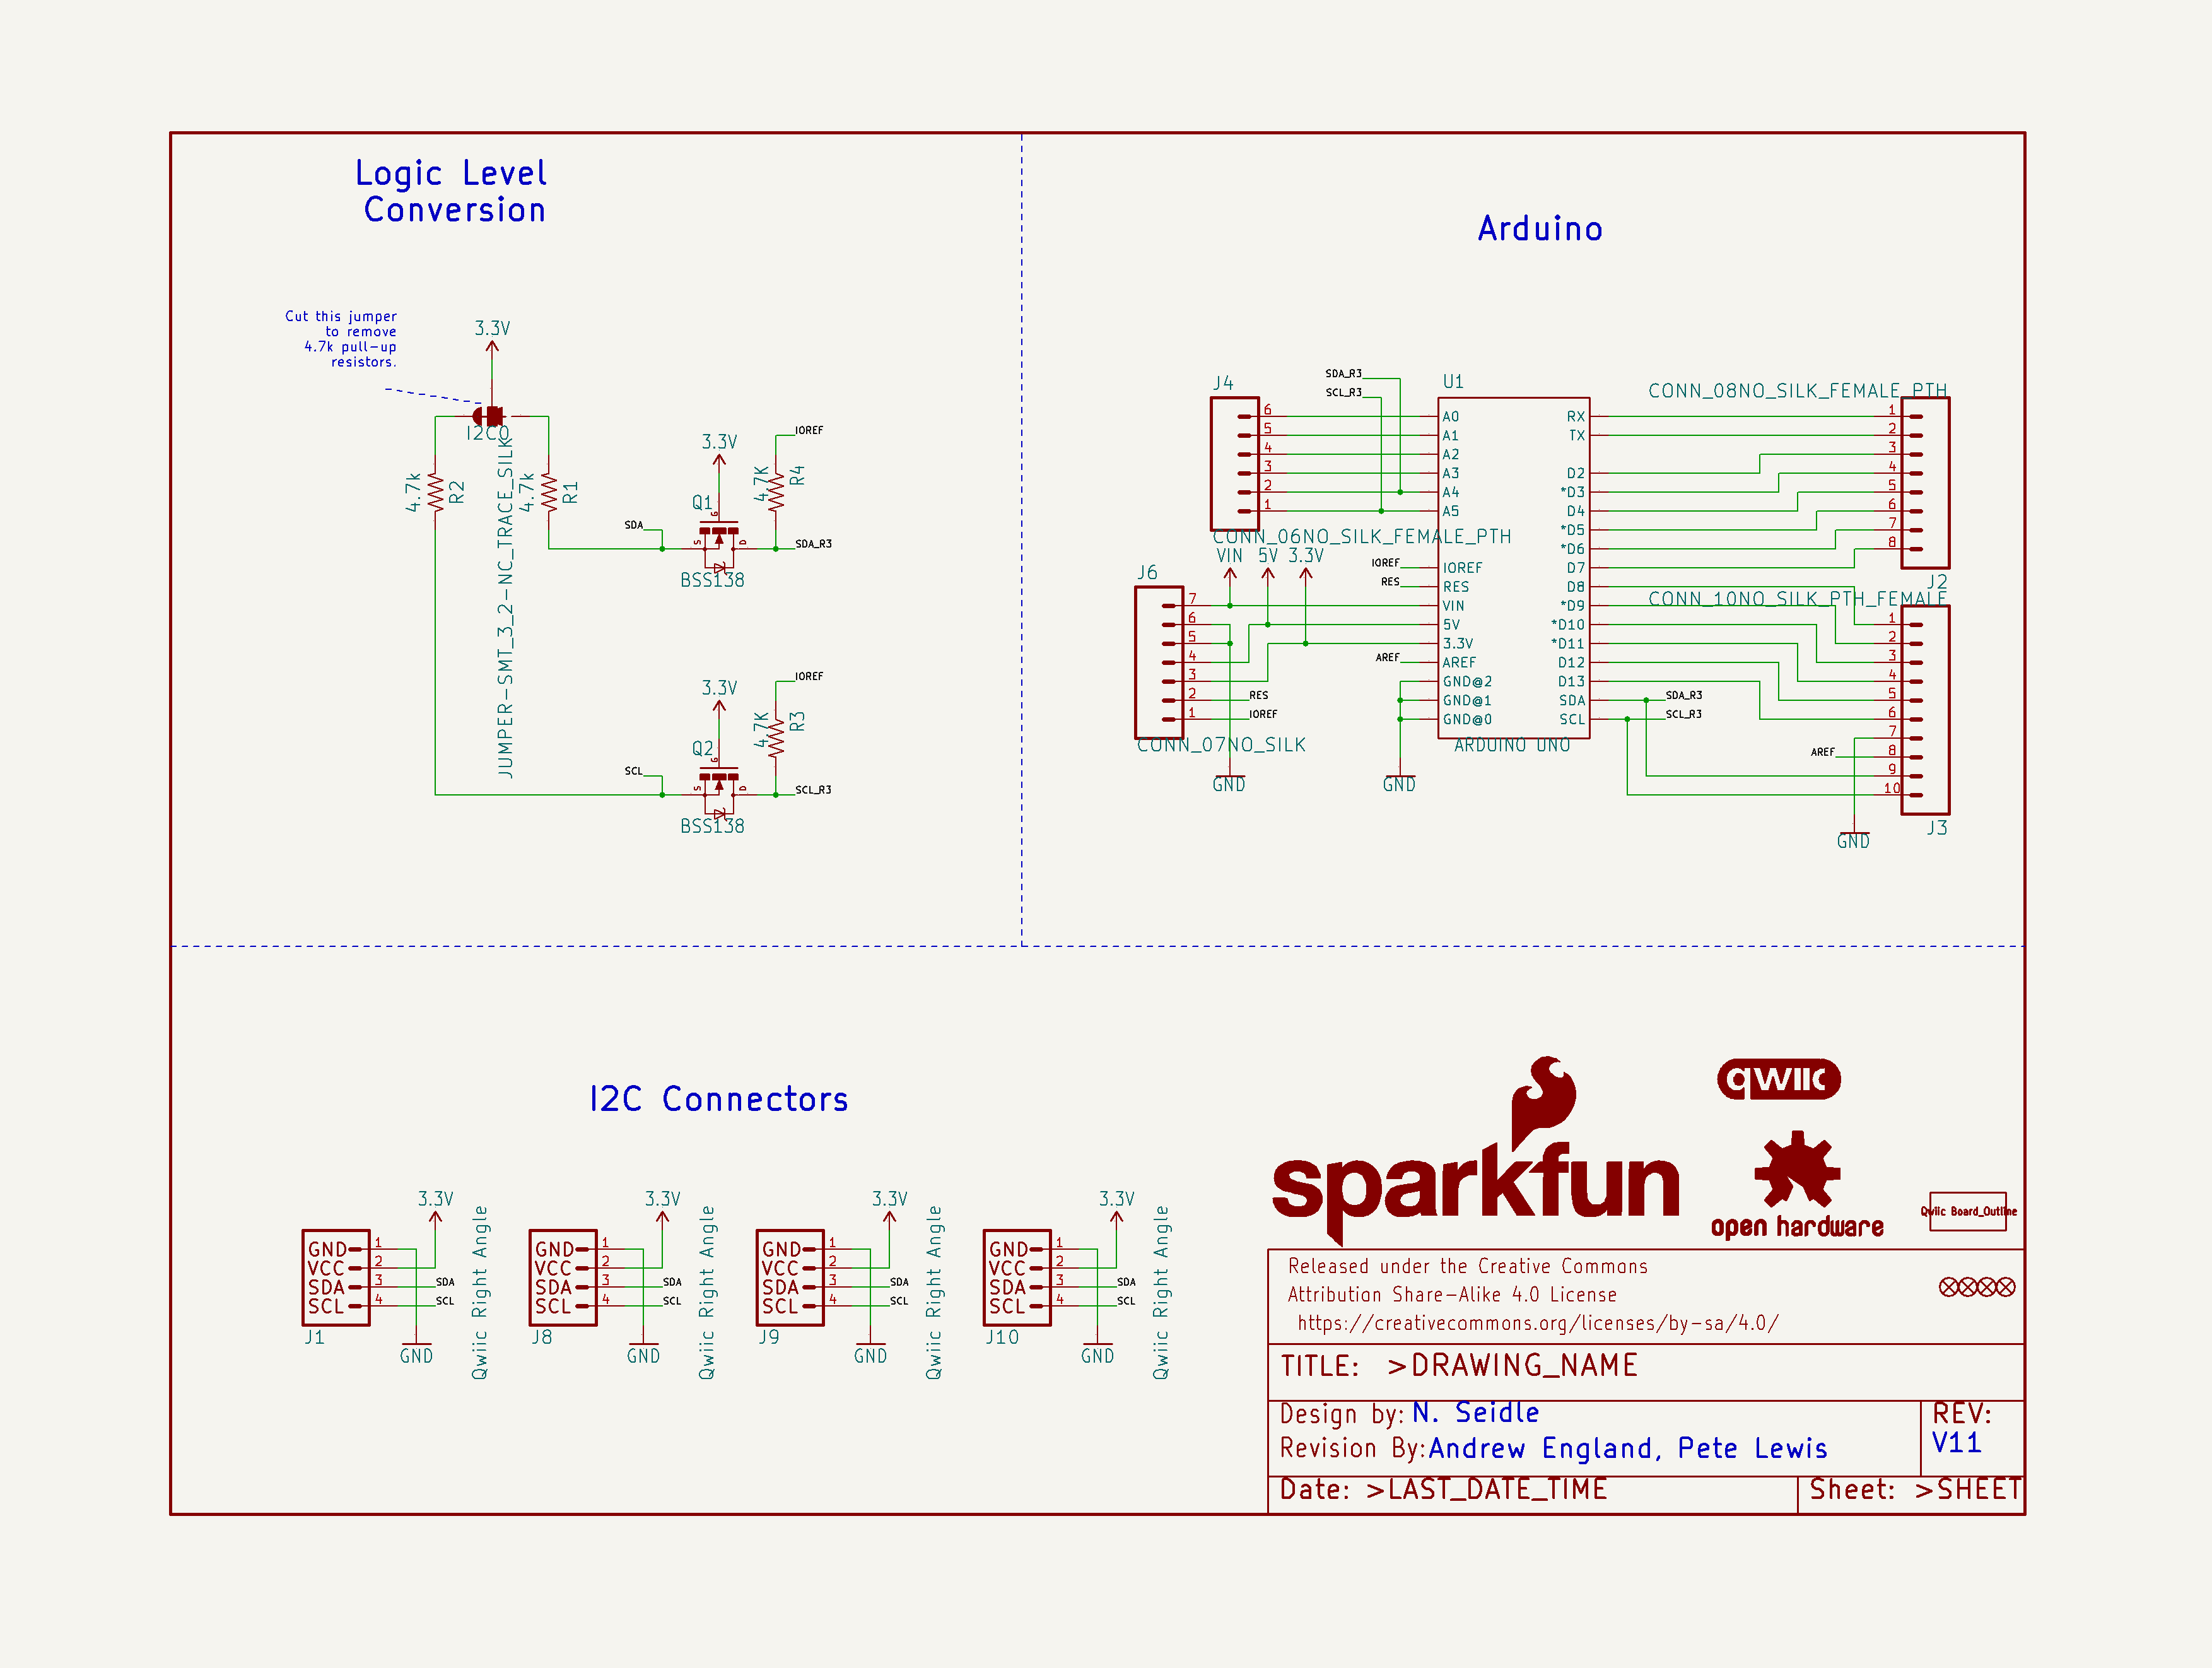 Logic Level
Conversion
Cut this jumper
to remove
4.7k pull-up
resistors.
3.3V
I2C0
JUMPER-SMT_3_2-NC_TRACE_SILK
4.7k
R2
4.7k
R1
3.3V
IOREF
Q1
G
S
D
4.7K
R4
SDA
SDA_R3
BSS138
3.3V
IOREF
Q2
G
S
D
4.7K
R3
SCL
SCL_R3
BSS138
Arduino
J4
6
5
4
3
2
1
CONN_06NO_SILK_FEMALE_PTH
SDA_R3
SCL_R3
U1
A0
A1
A2
A3
A4
A5
IOREF
RES
VIN
5V
3.3V
AREF
GND@2
GND@1
GND@0
RX
TX
D2
*D3
D4
*D5
*D6
D7
D8
*D9
*D10
*D11
D12
D13
SDA
SCL
ARDUINO UNO
IOREF
RES
AREF
GND
VIN 5V 3.3V
J6
7
6
5
4
3
2
1
RES
IOREF
CONN_07NO_SILK
GND
CONN_08NO_SILK_FEMALE_PTH
1
2
3
4
5
6
7
8
J2
CONN_10NO_SILK_PTH_FEMALE
1
2
3
4
5
6
7
8
9
10
J3
SDA_R3
SCL_R3
AREF
GND
I2C Connectors
3.3V
GND 1
VCC 2
SDA 3 SDA
SCL 4 SCL
J1
GND
Qwiic Right Angle
3.3V
GND 1
VCC 2
SDA 3 SDA
SCL 4 SCL
J8
GND
Qwiic Right Angle
3.3V
GND 1
VCC 2
SDA 3 SDA
SCL 4 SCL
J9
GND
Qwiic Right Angle
3.3V
GND 1
VCC 2
SDA 3 SDA
SCL 4 SCL
J10
GND
Qwiic Right Angle
sparkfun
qwiic
open hardware
Qwiic Board_Outline
Released under the Creative Commons
Attribution Share-Alike 4.0 License
https://creativecommons.org/licenses/by-sa/4.0/
TITLE: >DRAWING_NAME
Design by: N. Seidle
Revision By: Andrew England, Pete Lewis
REV:
V11
Date: >LAST_DATE_TIME
Sheet: >SHEET